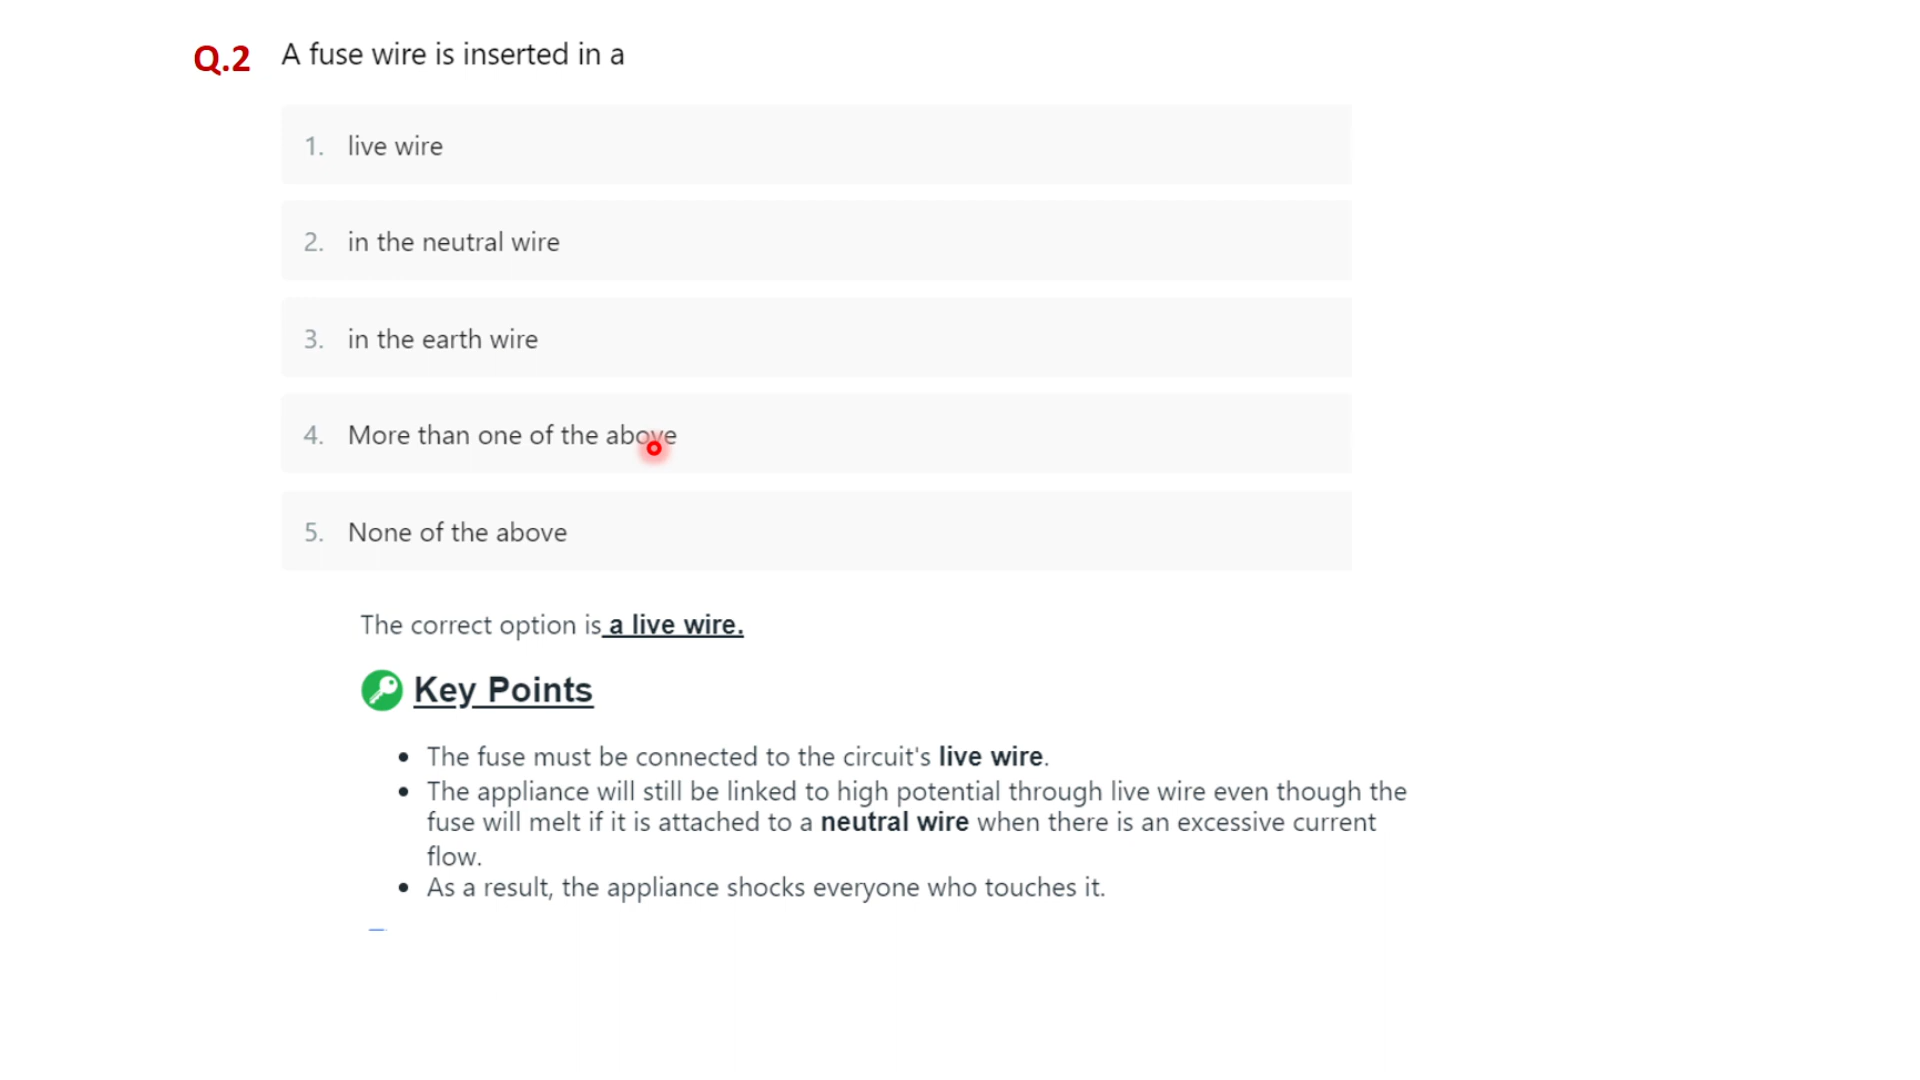 Q.2 A fuse wire is inserted in a
1. live wire
2. in the neutral wire
3. in the earth wire
4. More than one of the above
5. None of the above
The correct option is a live wire.
Key Points
• The fuse must be connected to the circuit's live wire.
• The appliance will still be linked to high potential through live wire even though the
fuse will melt if it is attached to a neutral wire when there is an excessive current
flow.
• As a result, the appliance shocks everyone who touches it.